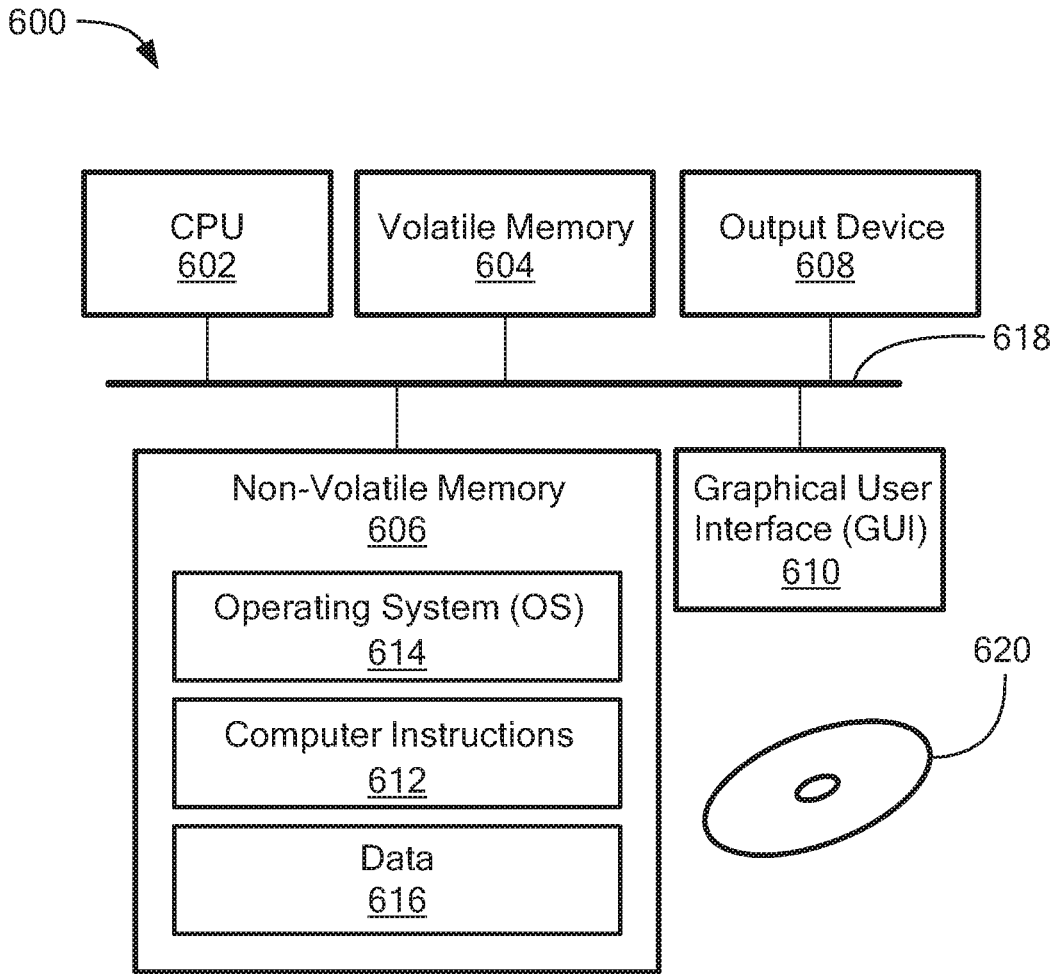 600
CPU
602
Volatile Memory
604
Output Device
608
618
Non-Volatile Memory
606
Graphical User
Interface (GUI)
610
Operating System (OS)
614
Computer Instructions
612
Data
616
620